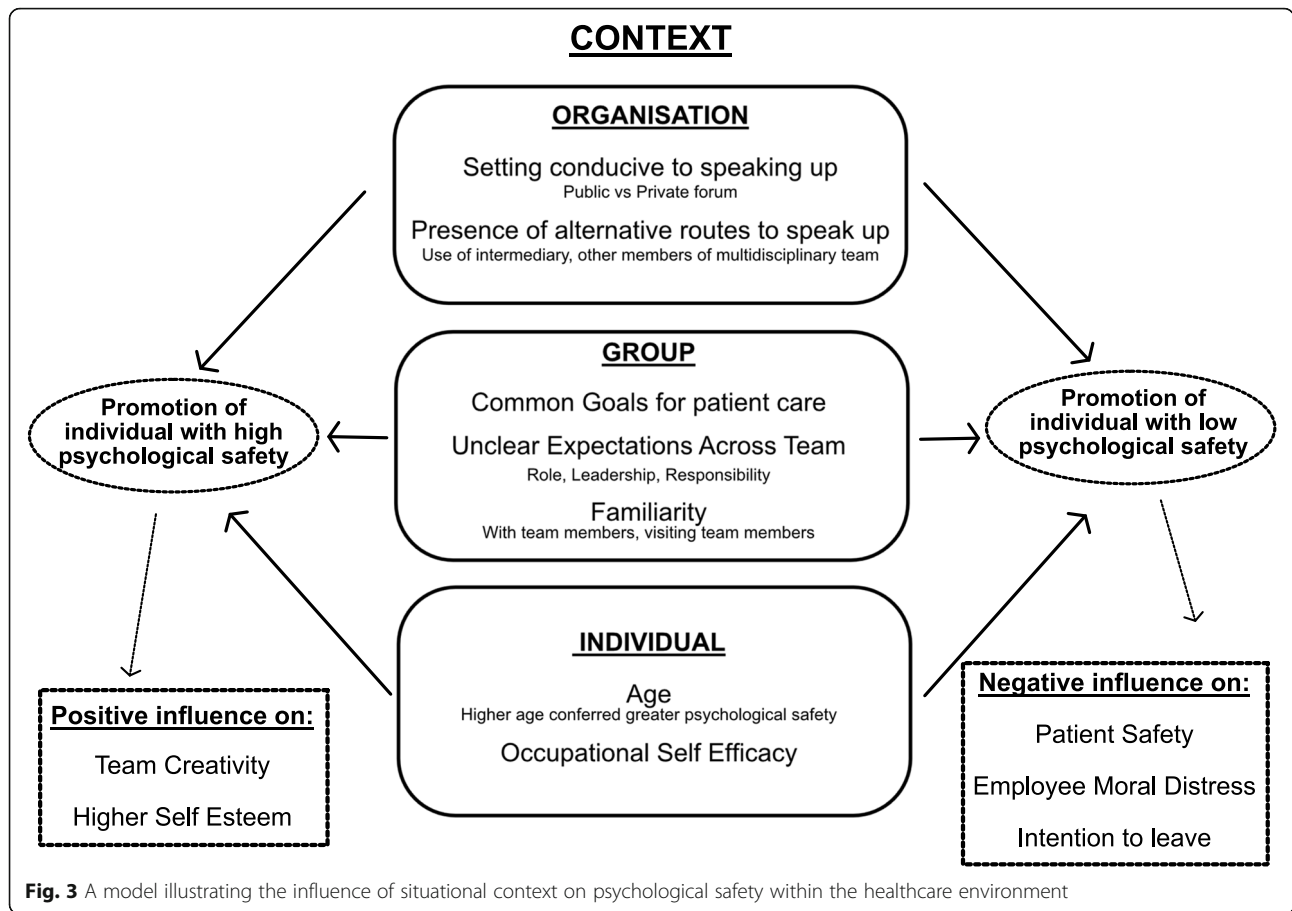 CONTEXT
ORGANISATION
Setting conducive to speaking up
Public vs Private forum
Presence of alternative routes to speak up
Use of intermediary, other members of multidisciplinary team
GROUP
Common Goals for patient care
Unclear Expectations Across Team
Role, Leadership, Responsibility
Familiarity
With team members, visiting team members
Promotion of
individual with high
psychological safety
Promotion of
individual with low
psychological safety
INDIVIDUAL
Age
Higher age conferred greater psychological safety
Occupational Self Efficacy
Positive influence on:
Team Creativity
Higher Self Esteem
Negative influence on:
Patient Safety
Employee Moral Distress
Intention to leave
Fig. 3 A model illustrating the influence of situational context on psychological safety within the healthcare environment